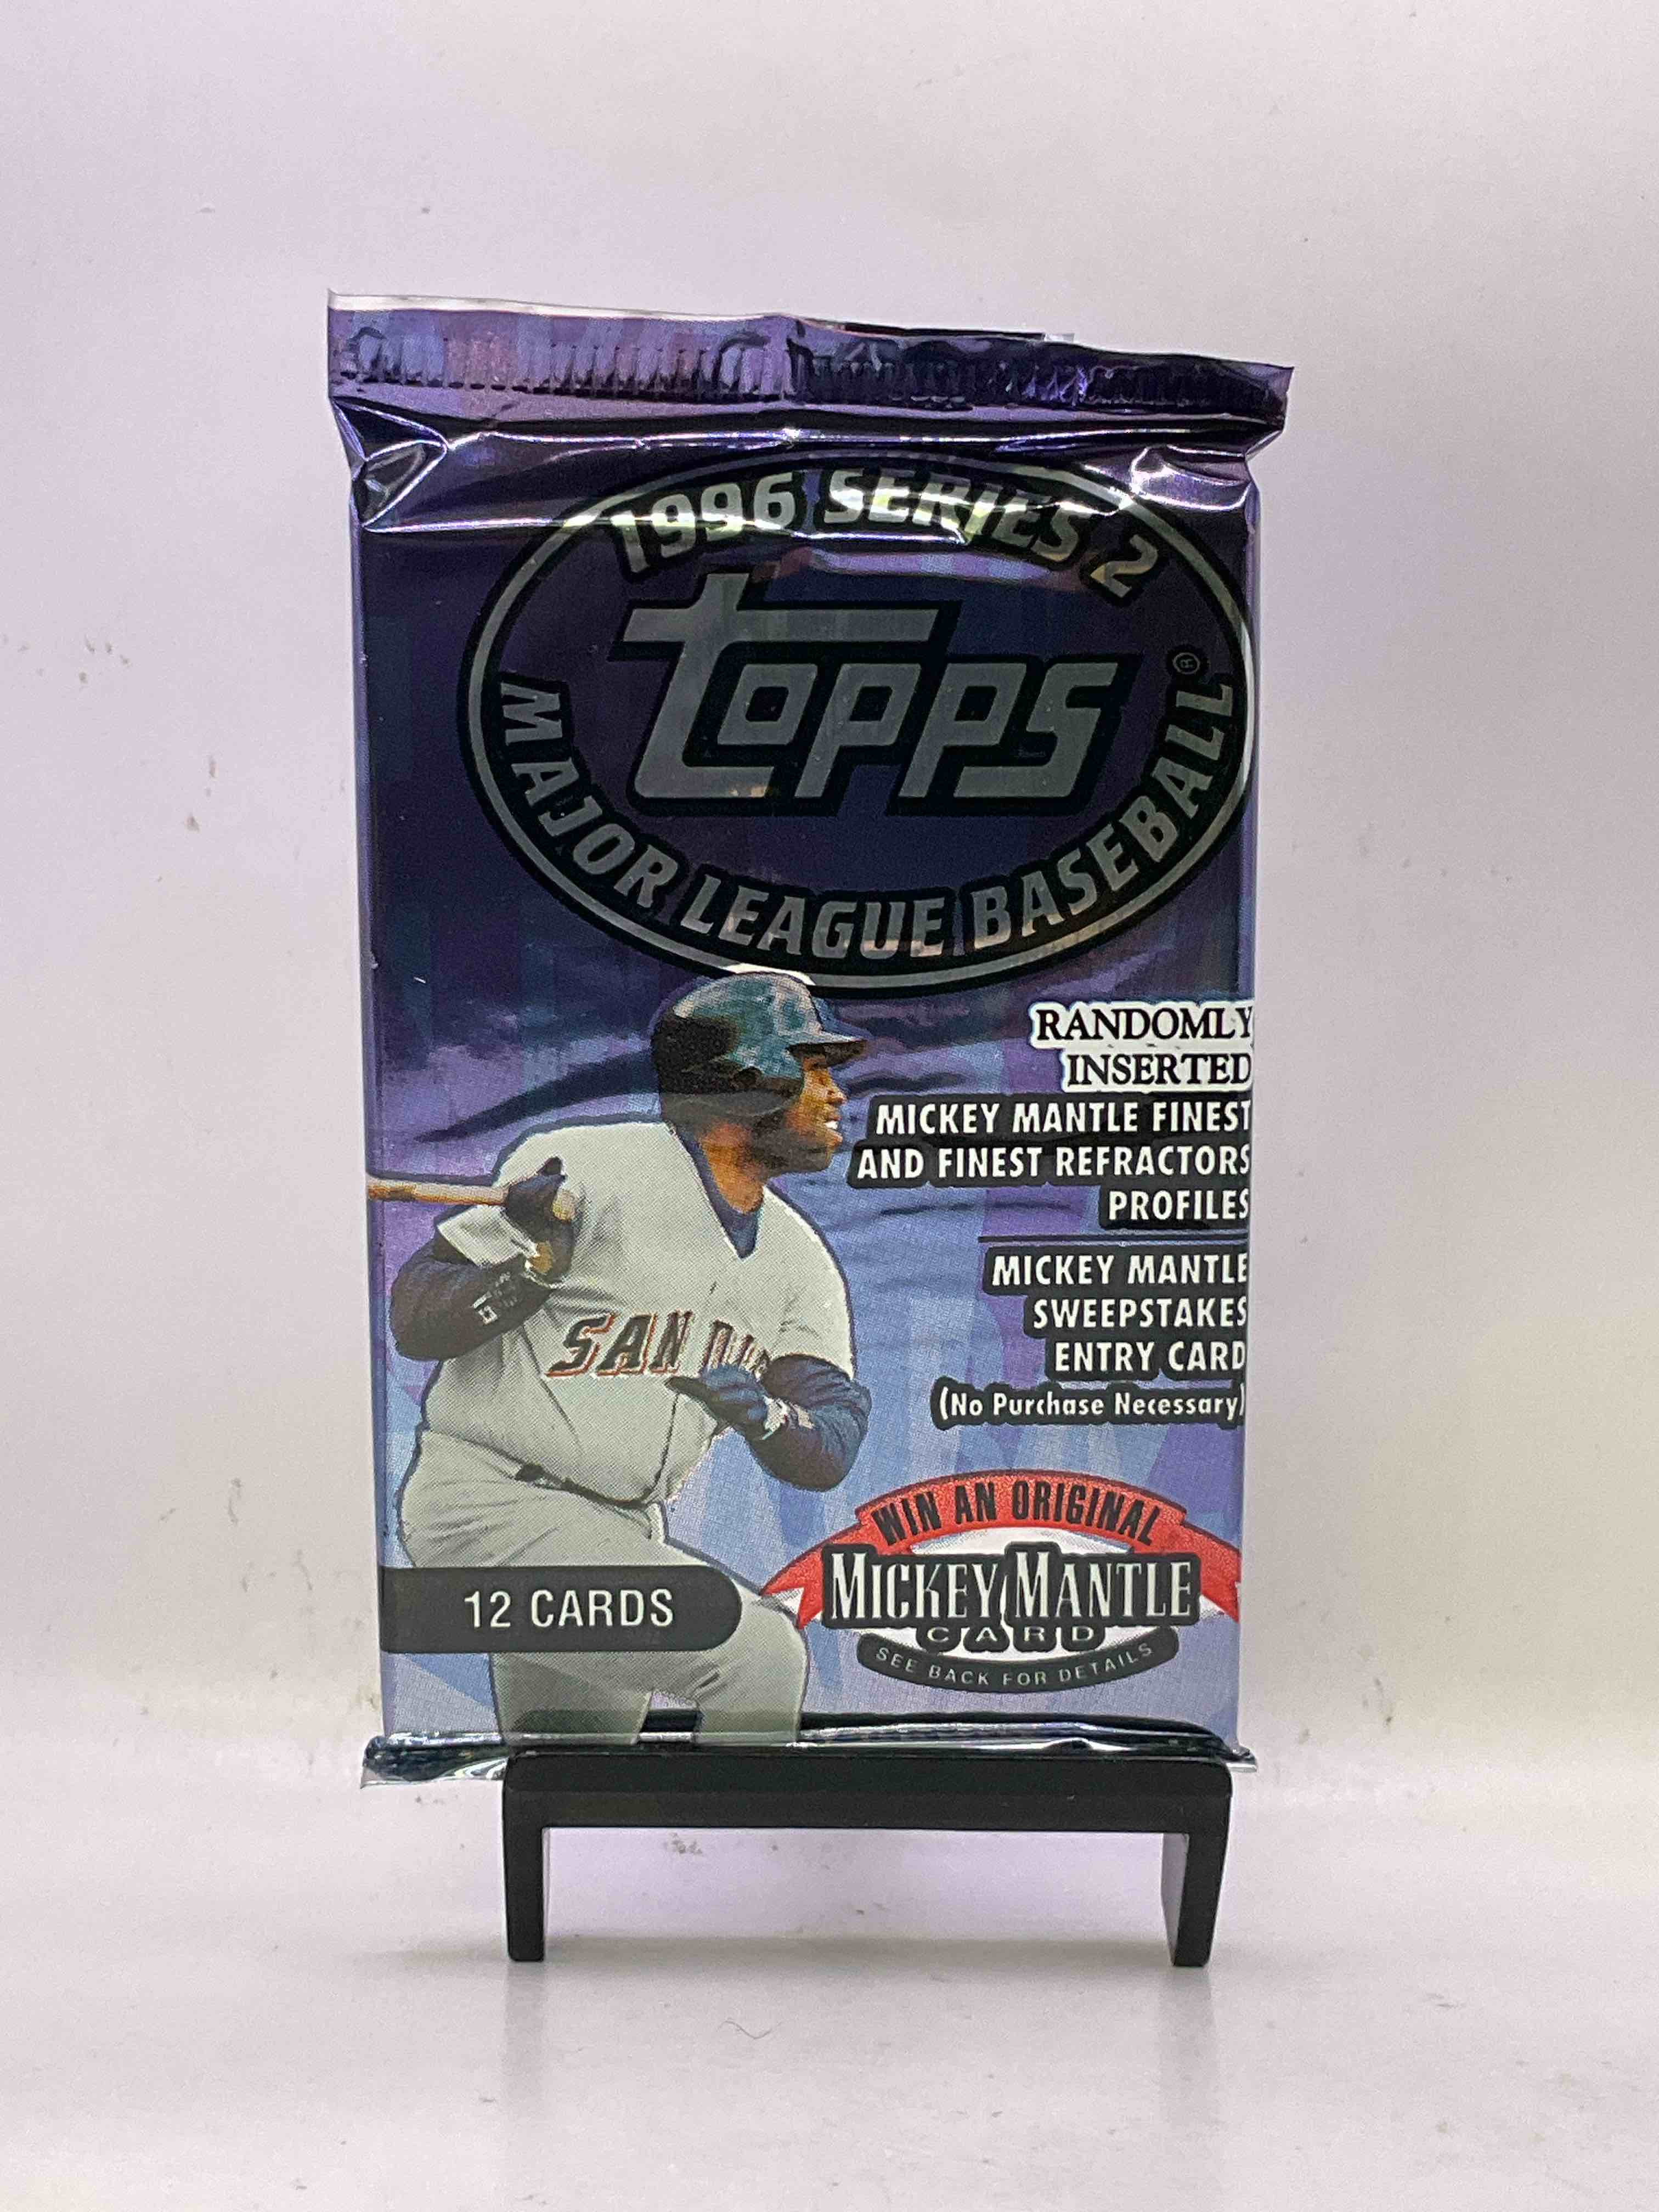 1996 SERIES 2
topps
MAJOR LEAGUE BASEBALL®
RANDOMLY
INSERTED
MICKEY MANTLE FINEST
AND FINEST REFRACTORS
PROFILES
MICKEY MANTLE
SWEEPSTAKES
ENTRY CARD
(No Purchase Necessary)
SAN DIE
WIN AN ORIGINAL
MICKEY MANTLE
CARD
SEE BACK FOR DETAILS
12 CARDS